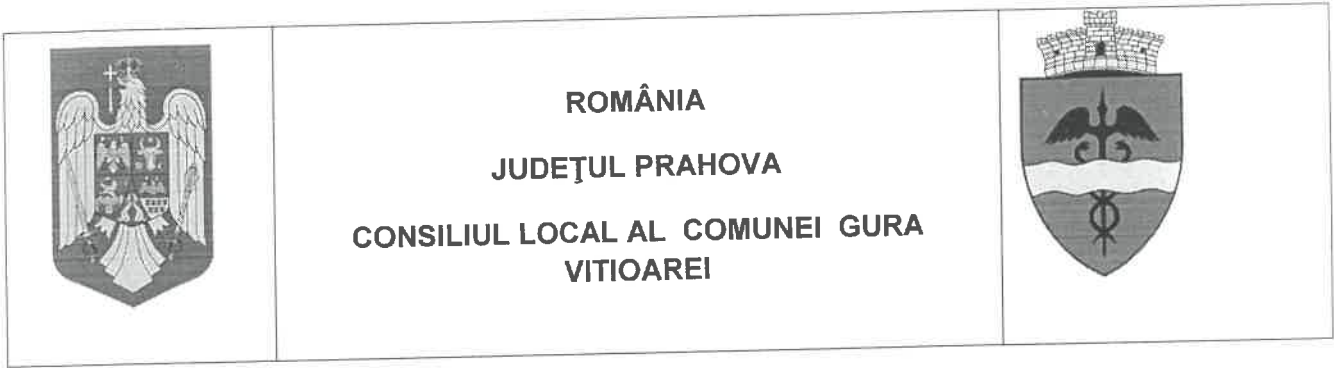 ROMÂNIA
JUDEŢUL PRAHOVA
CONSILIUL LOCAL AL COMUNEI GURA
VITIOAREI